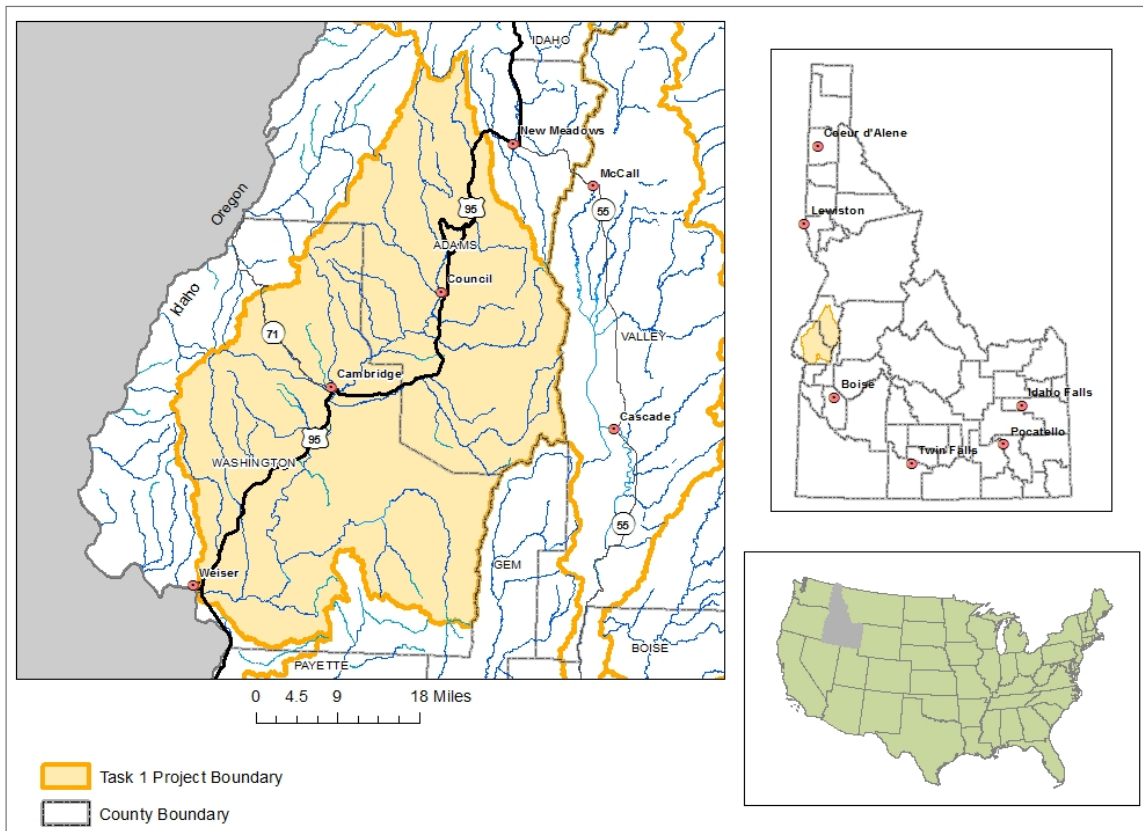 IDAHO
New Meadows
McCall
95
55
Oregon
ADAMS
Council
Idaho
71
VALLEY
Cambridge
Cascade
95
WASHINGTON
55
GEM
Weiser
BOISE
PAYETTE
0 4.5 9 18 Miles
Task 1 Project Boundary
County Boundary
Coeur d'Alene
Lewiston
Boise
Idaho Falls
Pocatello
Twin Falls